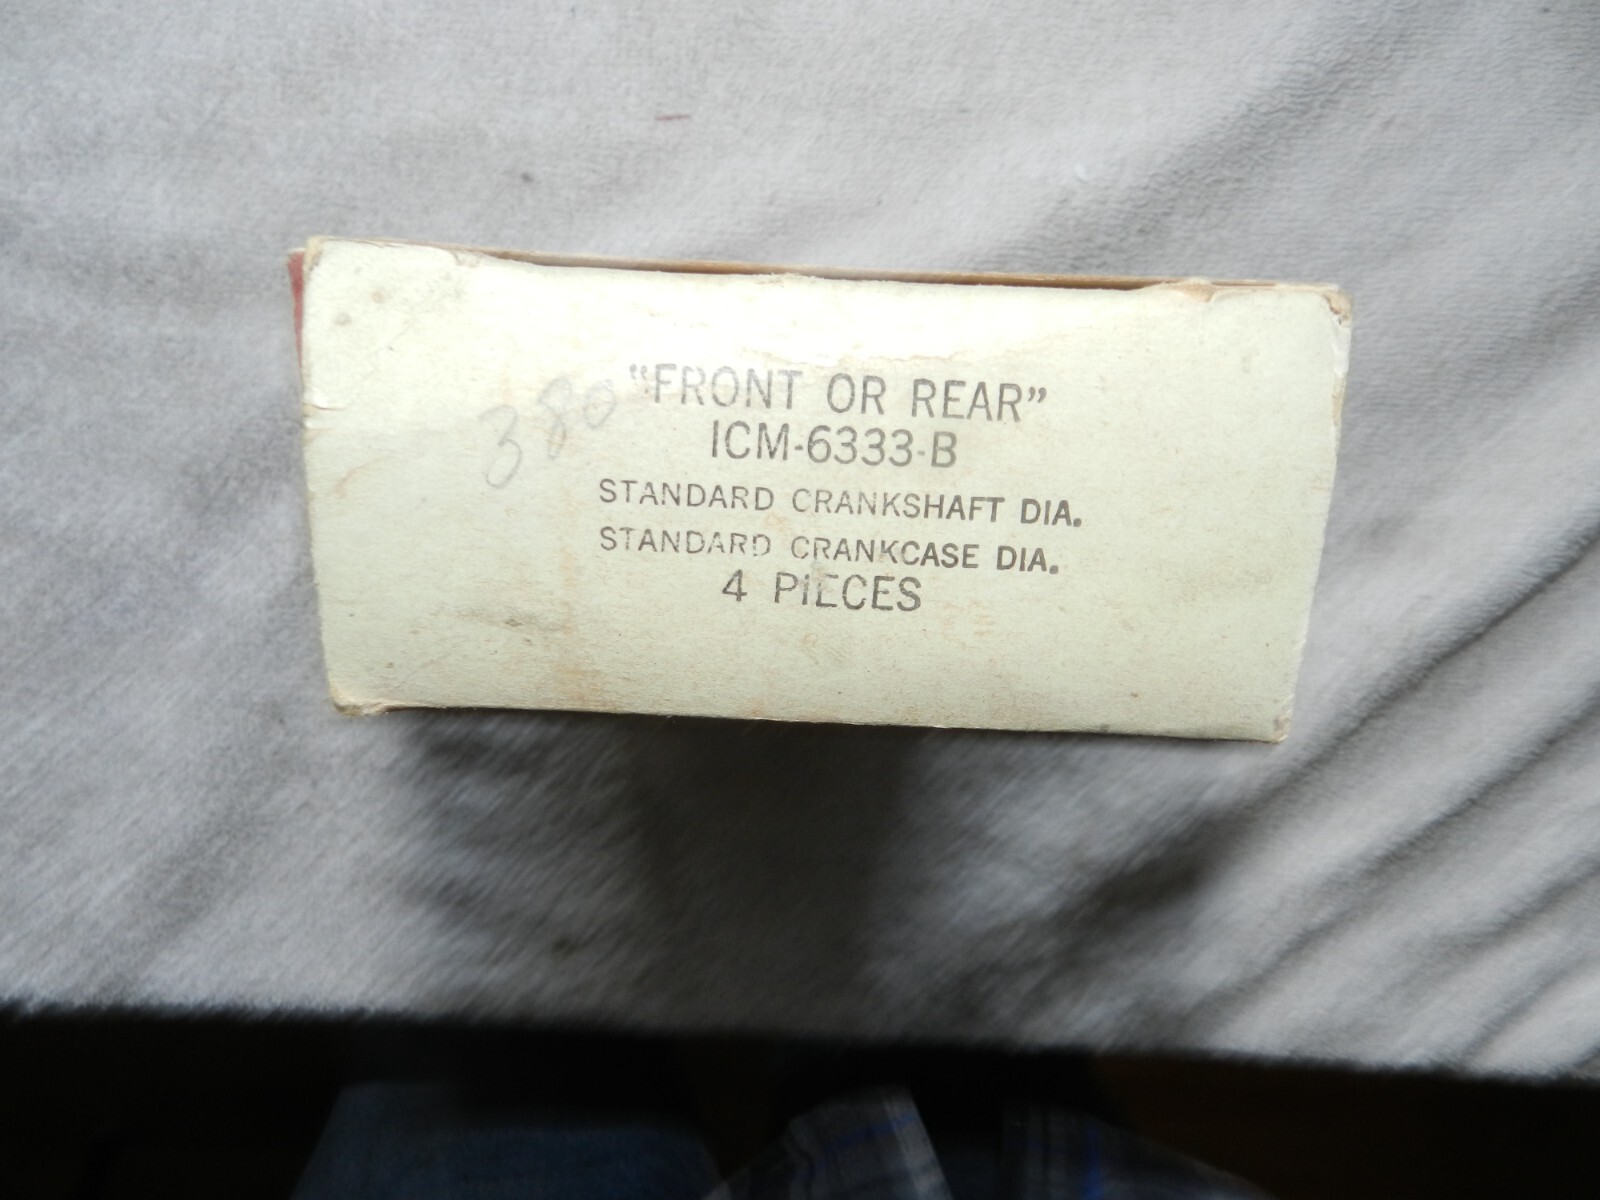 380
"FRONT OR REAR"
ICM-6333-B
STANDARD CRANKSHAFT DIA.
STANDARD CRANKCASE DIA.
4 PIECES